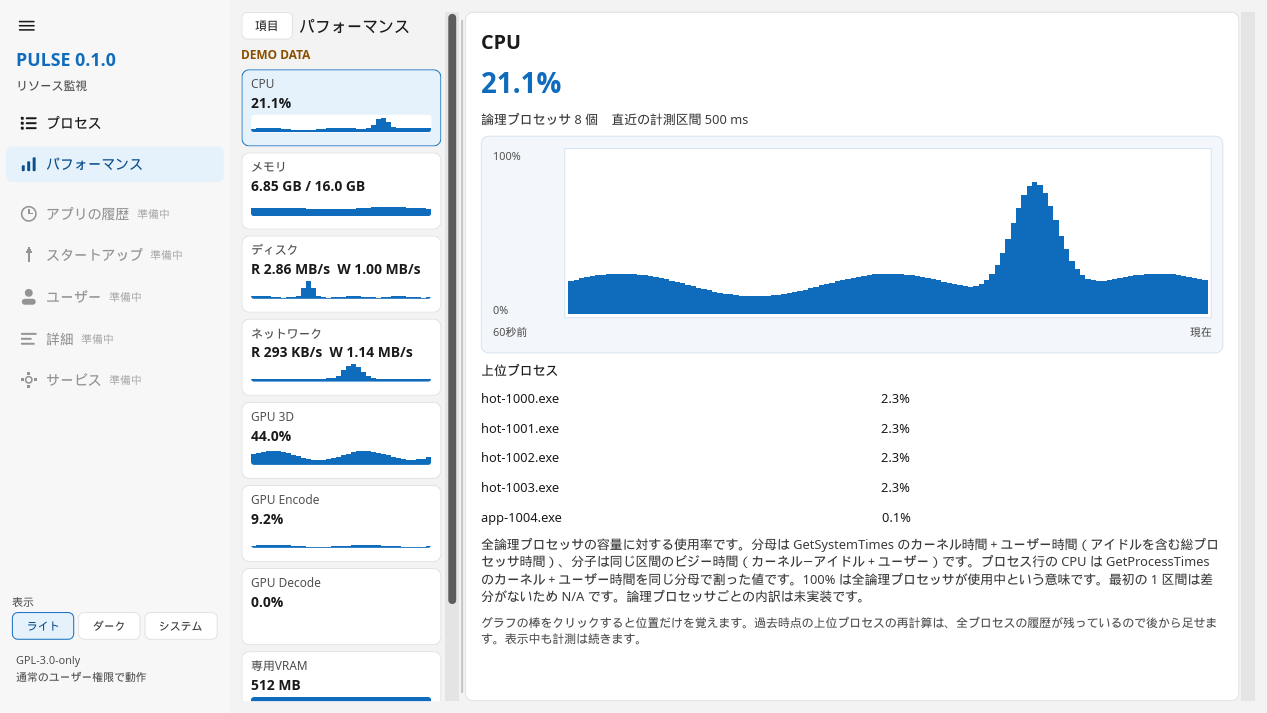 PULSE 0.1.0
リソース監視
プロセス
パフォーマンス
アプリの履歴 準備中
スタートアップ 準備中
ユーザー 準備中
詳細 準備中
サービス 準備中
表示
ライト ダーク システム
GPL-3.0-only
通常のユーザー権限で動作
項目 パフォーマンス
DEMO DATA
CPU
21.1%
メモリ
6.85 GB / 16.0 GB
ディスク
R 2.86 MB/s W 1.00 MB/s
ネットワーク
R 293 KB/s W 1.14 MB/s
GPU 3D
44.0%
GPU Encode
9.2%
GPU Decode
0.0%
専用VRAM
512 MB
CPU
21.1%
論理プロセッサ 8 個 直近の計測区間 500 ms
100%
0%
60秒前 現在
上位プロセス
hot-1000.exe 2.3%
hot-1001.exe 2.3%
hot-1002.exe 2.3%
hot-1003.exe 2.3%
app-1004.exe 0.1%
全論理プロセッサの容量に対する使用率です。分母は GetSystemTimes のカーネル時間 + ユーザー時間 ( アイドルを含む総プロ
セッサ時間 ) 、分子は同じ区間のビジー時間 ( カーネル−アイドル + ユーザー ) です。プロセス行の CPU は GetProcessTimes
のカーネル + ユーザー時間を同じ分母で割った値です。100% は全論理プロセッサが使用中という意味です。最初の 1 区間は差
分がないため N/A です。論理プロセッサごとの内訳は未実装です。
グラフの棒をクリックすると位置だけを覚えます。過去時点の上位プロセスの再計算は、全プロセスの履歴が残っているので後から足せま
す。表示中も計測は続きます。